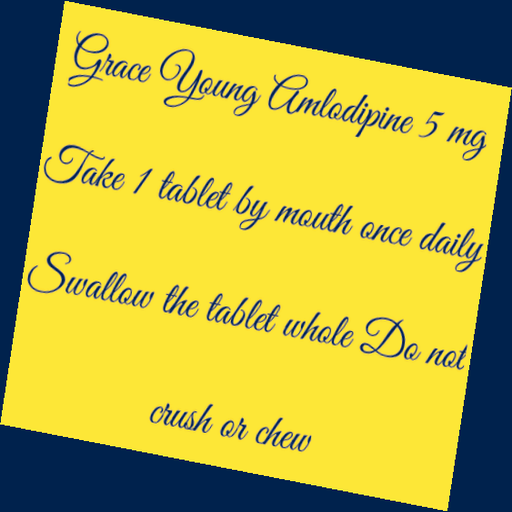 Grace Young Amlodipine 5 mg
Take 1 tablet by mouth once daily
Swallow the tablet whole Do not
crush or chew